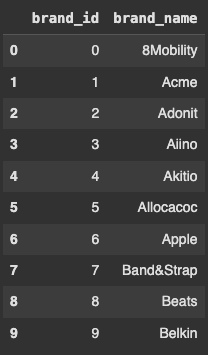 brand_id brand_name
0 0 8Mobility
1 1 Acme
2 2 Adonit
3 3 Aiino
4 4 Akitio
5 5 Allocacoc
6 6 Apple
7 7 Band&Strap
8 8 Beats
9 9 Belkin